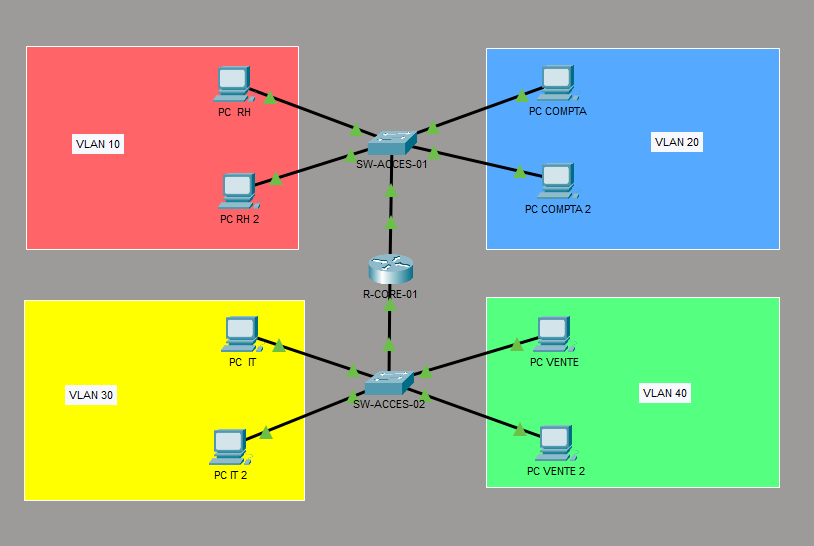 PC RH
PC COMPTA
VLAN 10
VLAN 20
SW-ACCES-01
PC RH 2
PC COMPTA 2
R-CORE-01
PC IT
PC VENTE
VLAN 30
VLAN 40
SW-ACCES-02
PC IT 2
PC VENTE 2